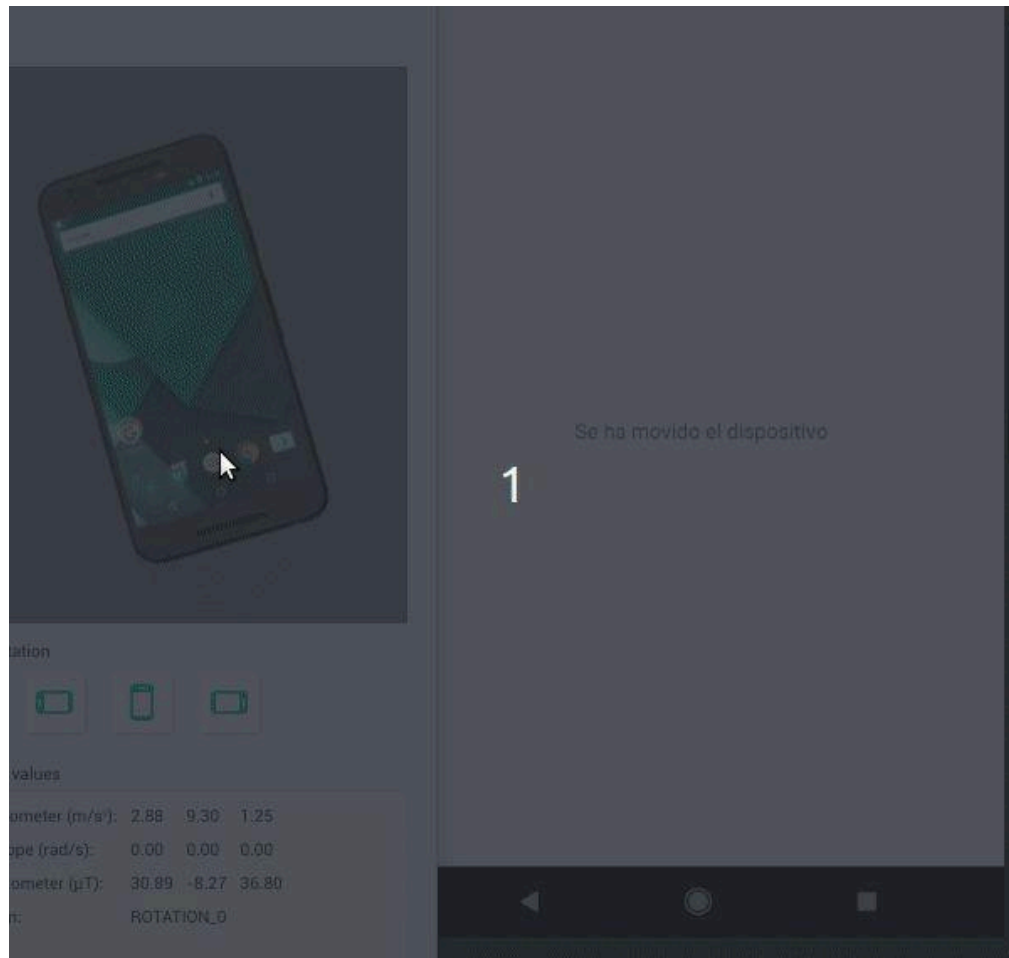 Se ha movido el dispositivo
1
tation
values
ometer (m/s²): 2.88 9.30 1.25
ope (rad/s): 0.00 0.00 0.00
ometer (μT): 30.89 -8.27 36.80
n: ROTATION_0